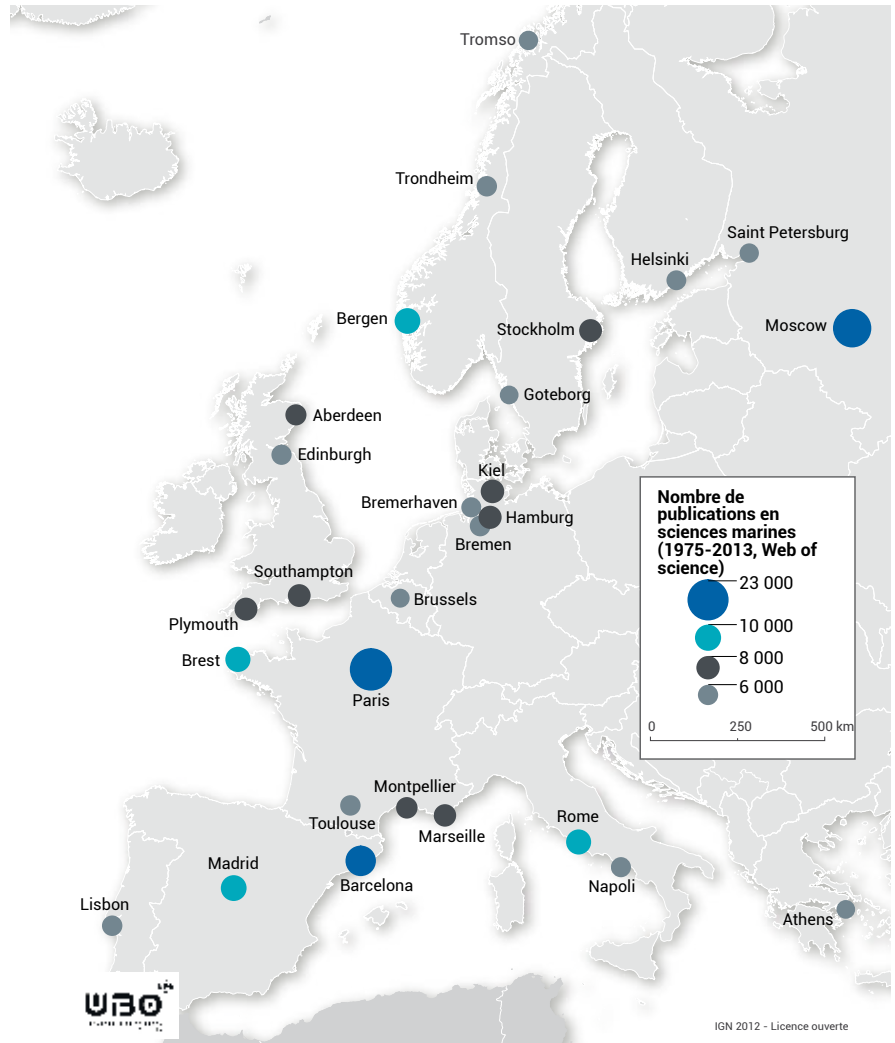 Tromso
Trondheim
Saint Petersburg
Helsinki
Bergen
Stockholm
Moscow
Goteborg
Aberdeen
Edinburgh
Kiel
Bremerhaven
Hamburg
Bremen
Southampton
Brussels
Plymouth
Brest
Paris
Montpellier
Toulouse
Marseille
Rome
Madrid
Barcelona
Napoli
Lisbon
Athens
Nombre de
publications en
sciences marines
(1975-2013, Web of
science)
23 000
10 000
8 000
6 000
0 250 500 km
UBO
IGN 2012 - Licence ouverte